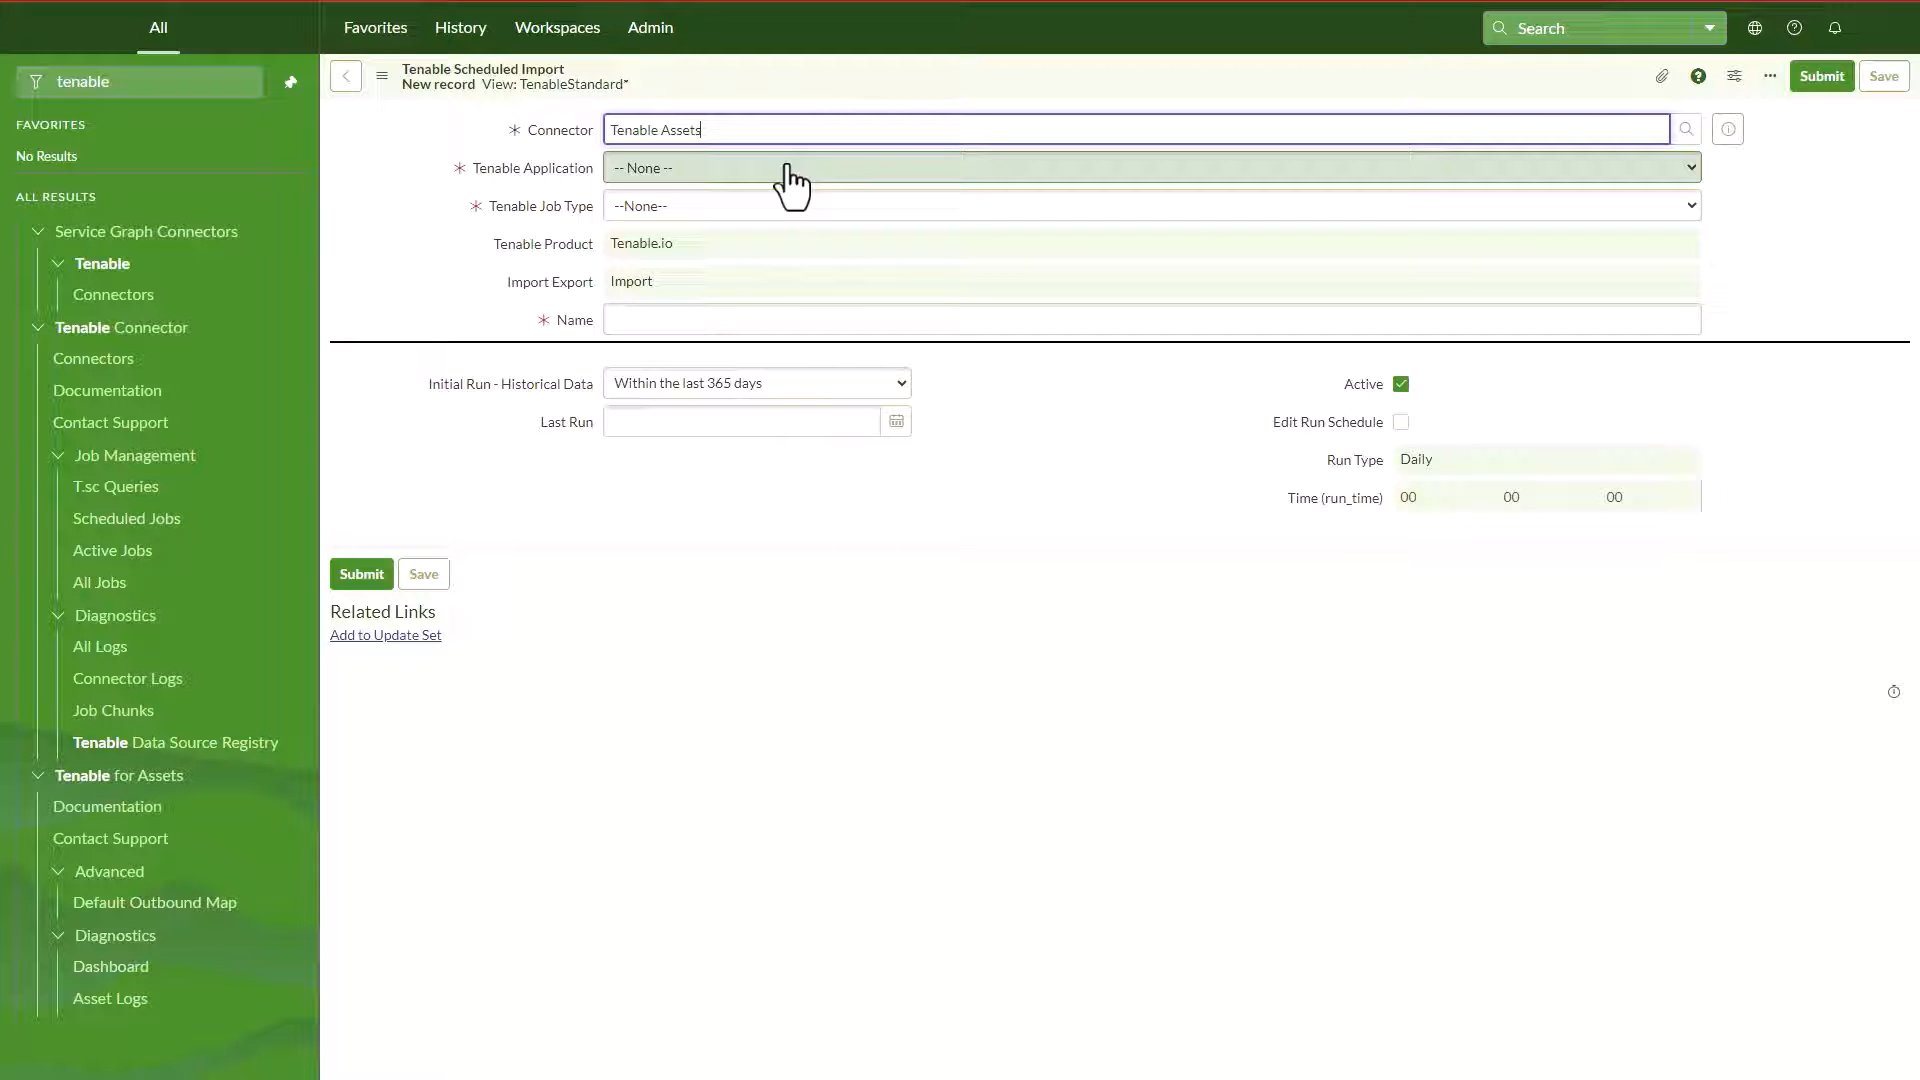 All
Favorites
History
Workspaces
Admin
Search
tenable
FAVORITES
No Results
ALL RESULTS
Service Graph Connectors
Tenable
Connectors
Tenable Connector
Connectors
Documentation
Contact Support
Job Management
T.sc Queries
Scheduled Jobs
Active Jobs
All Jobs
Diagnostics
All Logs
Connector Logs
Job Chunks
Tenable Data Source Registry
Tenable for Assets
Documentation
Contact Support
Advanced
Default Outbound Map
Diagnostics
Dashboard
Asset Logs
Tenable Scheduled Import
New record View: TenableStandard*
Submit
Save
Connector Tenable Assets
Tenable Application -- None --
Tenable Job Type --None--
Tenable Product Tenable.io
Import Export Import
Name
Initial Run - Historical Data Within the last 365 days
Last Run
Active
Edit Run Schedule
Run Type Daily
Time (run_time) 00 00 00
Submit
Save
Related Links
Add to Update Set